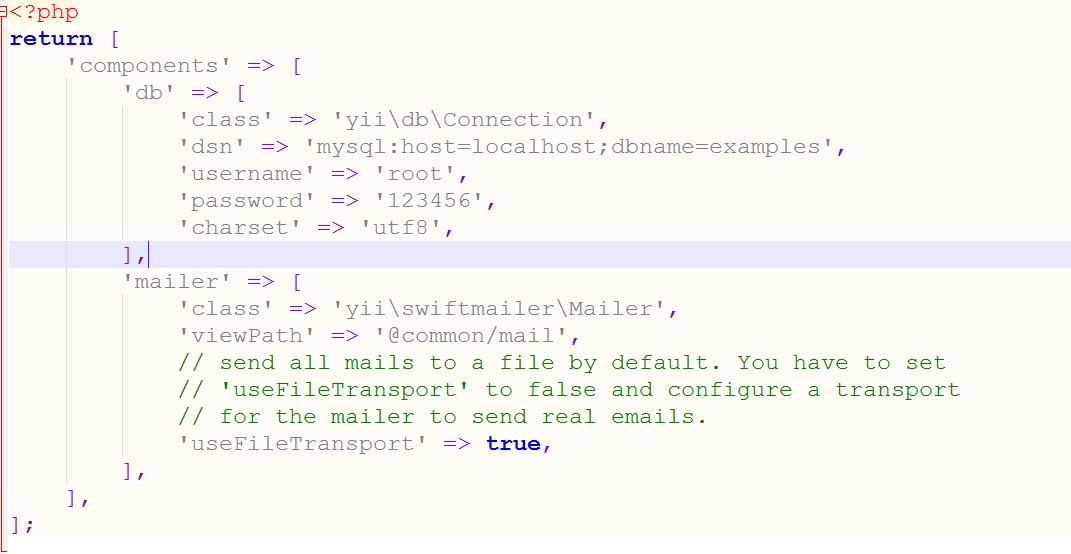 <?php
return [
    'components' => [
        'db' => [
            'class' => 'yii\db\Connection',
            'dsn' => 'mysql:host=localhost;dbname=examples',
            'username' => 'root',
            'password' => '123456',
            'charset' => 'utf8',
        ],
        'mailer' => [
            'class' => 'yii\swiftmailer\Mailer',
            'viewPath' => '@common/mail',
            // send all mails to a file by default. You have to set
            // 'useFileTransport' to false and configure a transport
            // for the mailer to send real emails.
            'useFileTransport' => true,
        ],
    ],
];